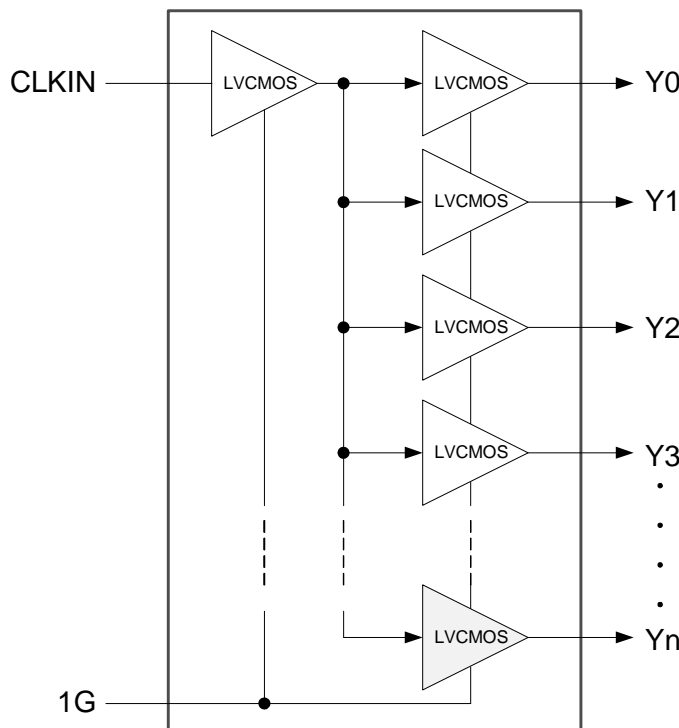 CLKIN
LVCMOS
LVCMOS
Y0
LVCMOS
Y1
LVCMOS
Y2
LVCMOS
Y3
LVCMOS
Yn
1G